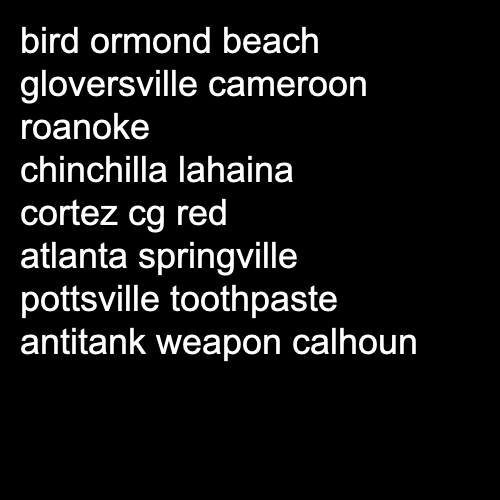 bird ormond beach
gloversville cameroon
roanoke
chinchilla lahaina
cortez cg red
atlanta springville
pottsville toothpaste
antitank weapon calhoun